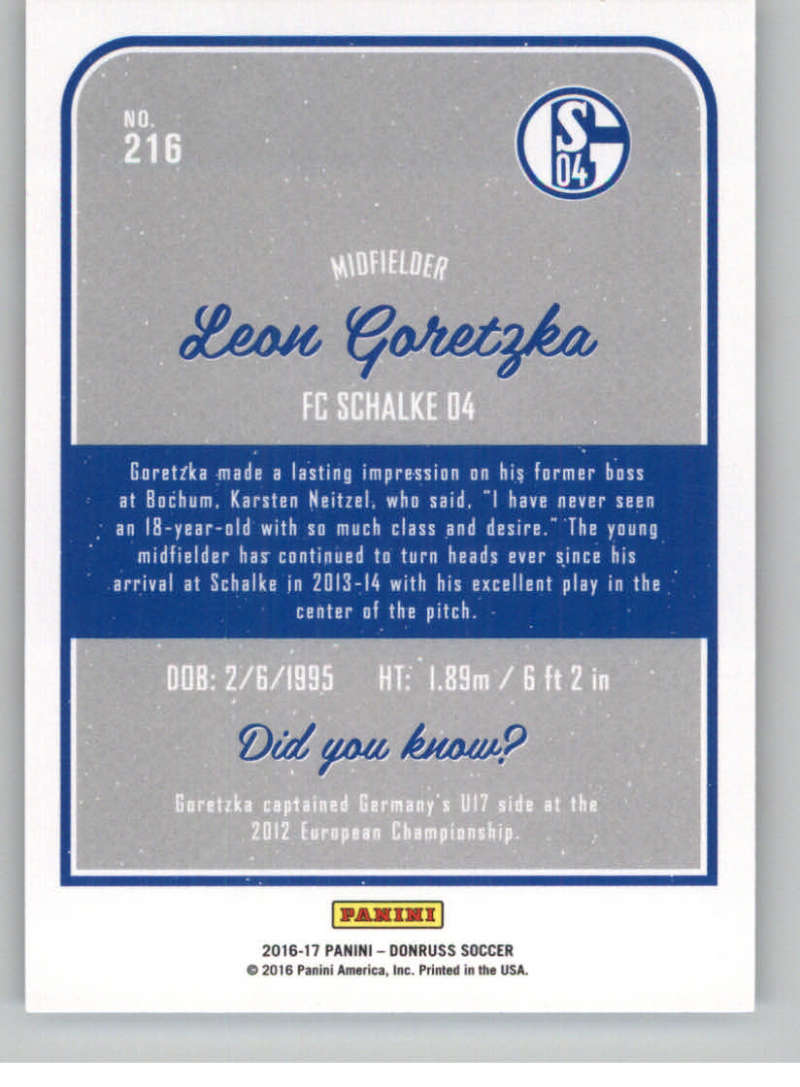 NO.
216
S
04
MIDFIELDER
Leon Goretzka
FC SCHALKE 04
Goretzka made a lasting impression on his former boss
at Bochum, Karsten Neitzel, who said, "I have never seen
an 18-year-old with so much class and desire." The young
midfielder has continued to turn heads ever since his
arrival at Schalke in 2013-14 with his excellent play in the
center of the pitch.
DOB: 2/6/1995 HT: 1.89m / 6 ft 2 in
Did you know?
Goretzka captained Germany's U17 side at the
2012 European Championship.
PANINI
2016-17 PANINI – DONRUSS SOCCER
© 2016 Panini America, Inc. Printed in the USA.